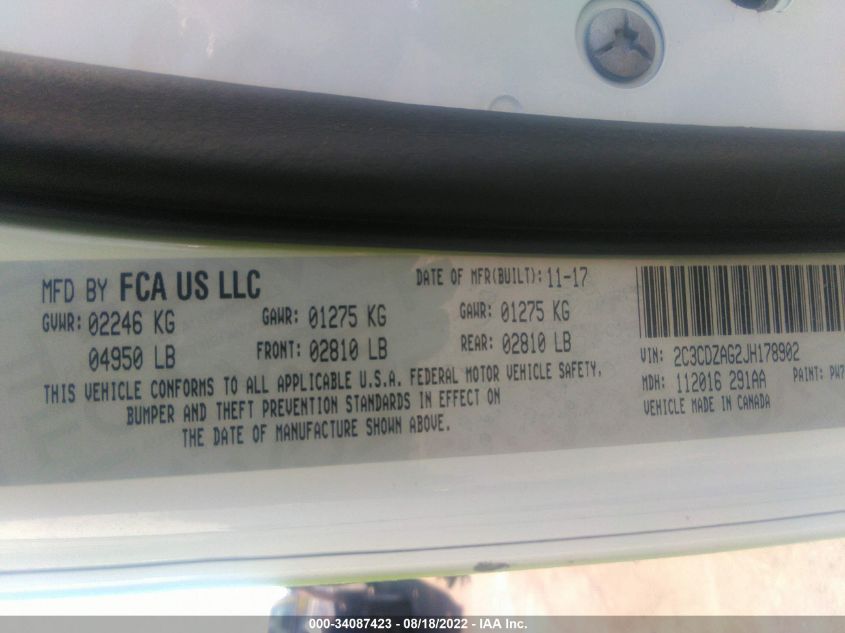 MFD BY FCA US LLC
DATE OF MFR(BUILT): 11-17
GVWR: 02246 KG GAWR: 01275 KG GAWR: 01275 KG
04950 LB FRONT: 02810 LB REAR: 02810 LB
THIS VEHICLE CONFORMS TO ALL APPLICABLE U.S.A. FEDERAL MOTOR VEHICLE SAFETY,
BUMPER AND THEFT PREVENTION STANDARDS IN EFFECT ON
THE DATE OF MANUFACTURE SHOWN ABOVE.
VIN: 2C3CDZAG2JH178902
MDH: 112016 291AA PAINT: PW7
VEHICLE MADE IN CANADA
000-34087423 - 08/18/2022 - IAA Inc.